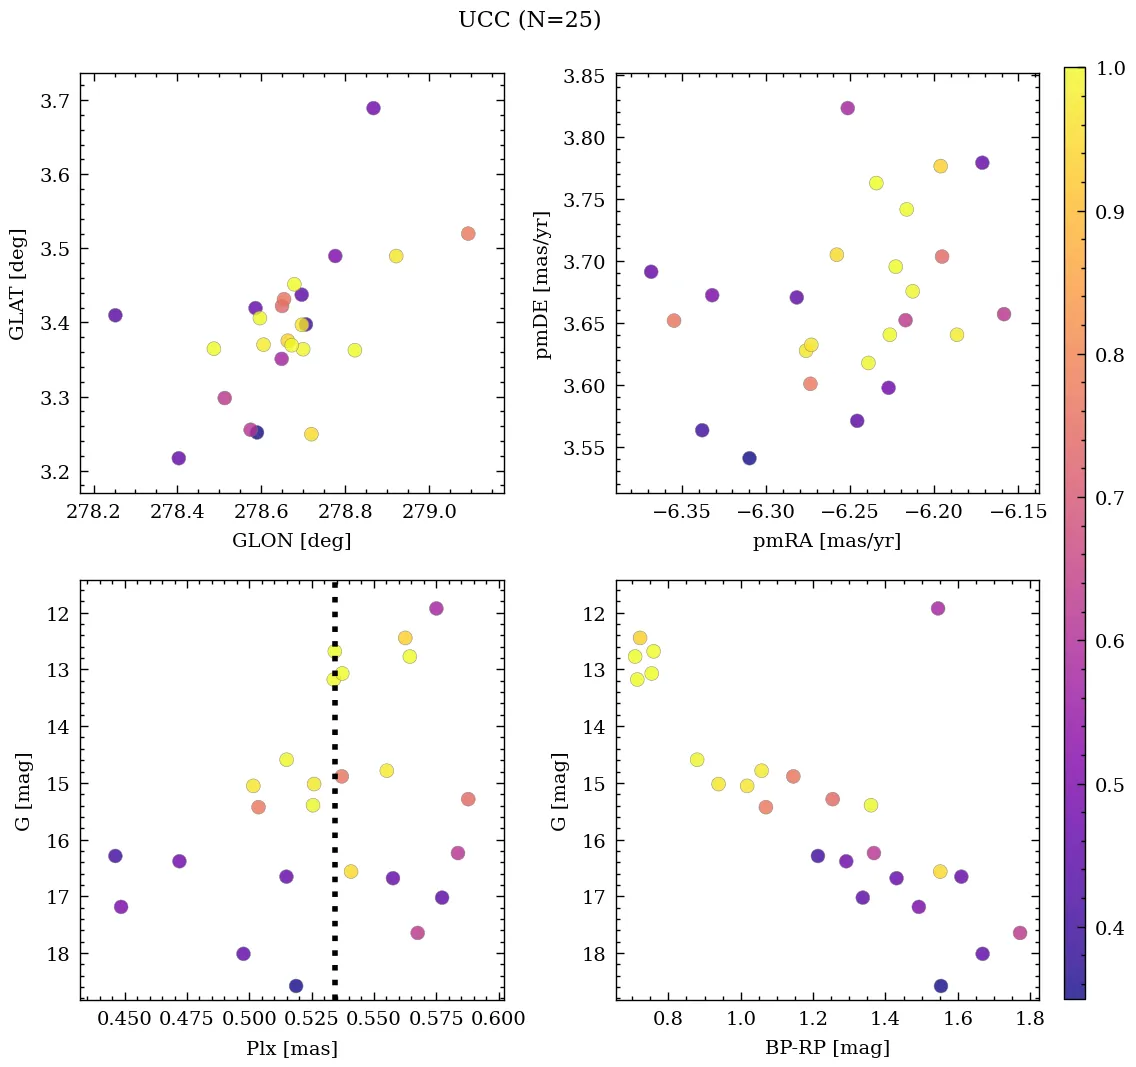 UCC (N=25)
3.7
3.6
3.5
3.4
3.3
3.2
GLAT [deg]
278.2 278.4 278.6 278.8 279.0
GLON [deg]
3.85
3.80
3.75
3.70
3.65
3.60
3.55
pmDE [mas/yr]
−6.35 −6.30 −6.25 −6.20 −6.15
pmRA [mas/yr]
12
13
14
15
16
17
18
G [mag]
0.450 0.475 0.500 0.525 0.550 0.575 0.600
Plx [mas]
12
13
14
15
16
17
18
G [mag]
0.8 1.0 1.2 1.4 1.6 1.8
BP-RP [mag]
1.0
0.9
0.8
0.7
0.6
0.5
0.4